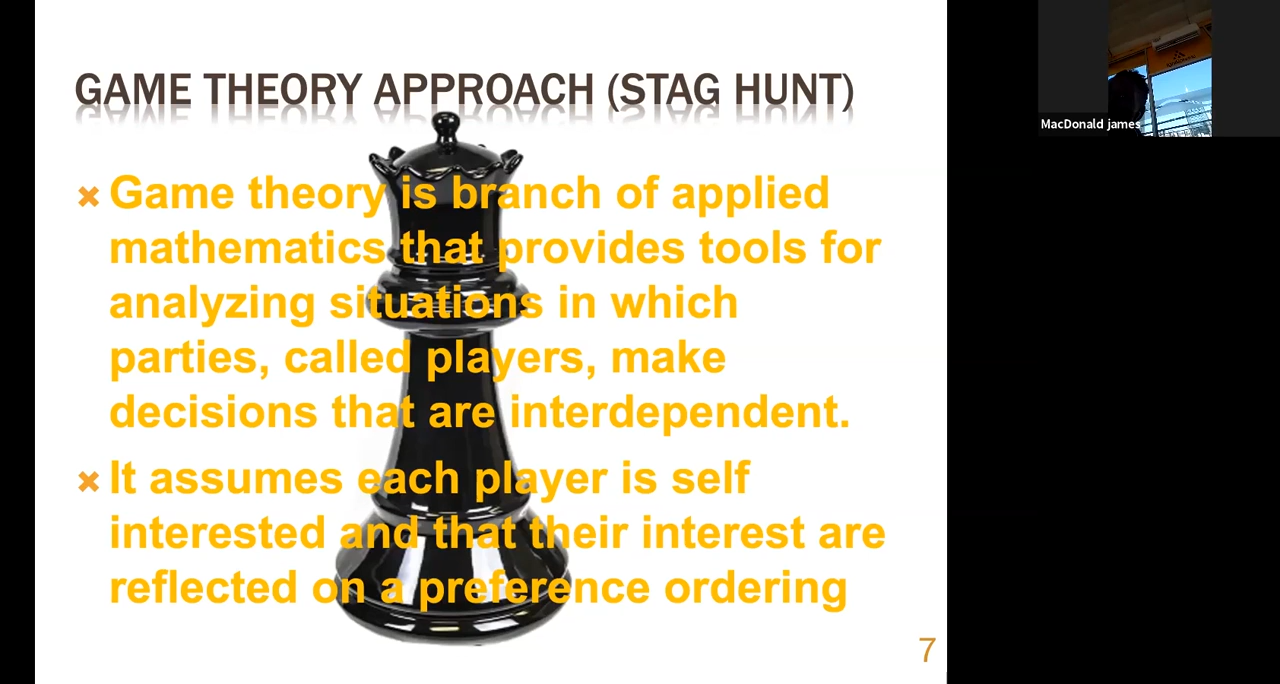 GAME THEORY APPROACH (STAG HUNT)
Game theory is branch of applied
mathematics that provides tools for
analyzing situations in which
parties, called players, make
decisions that are interdependent.
It assumes each player is self
interested and that their interest are
reflected on a preference ordering
7
MacDonald james